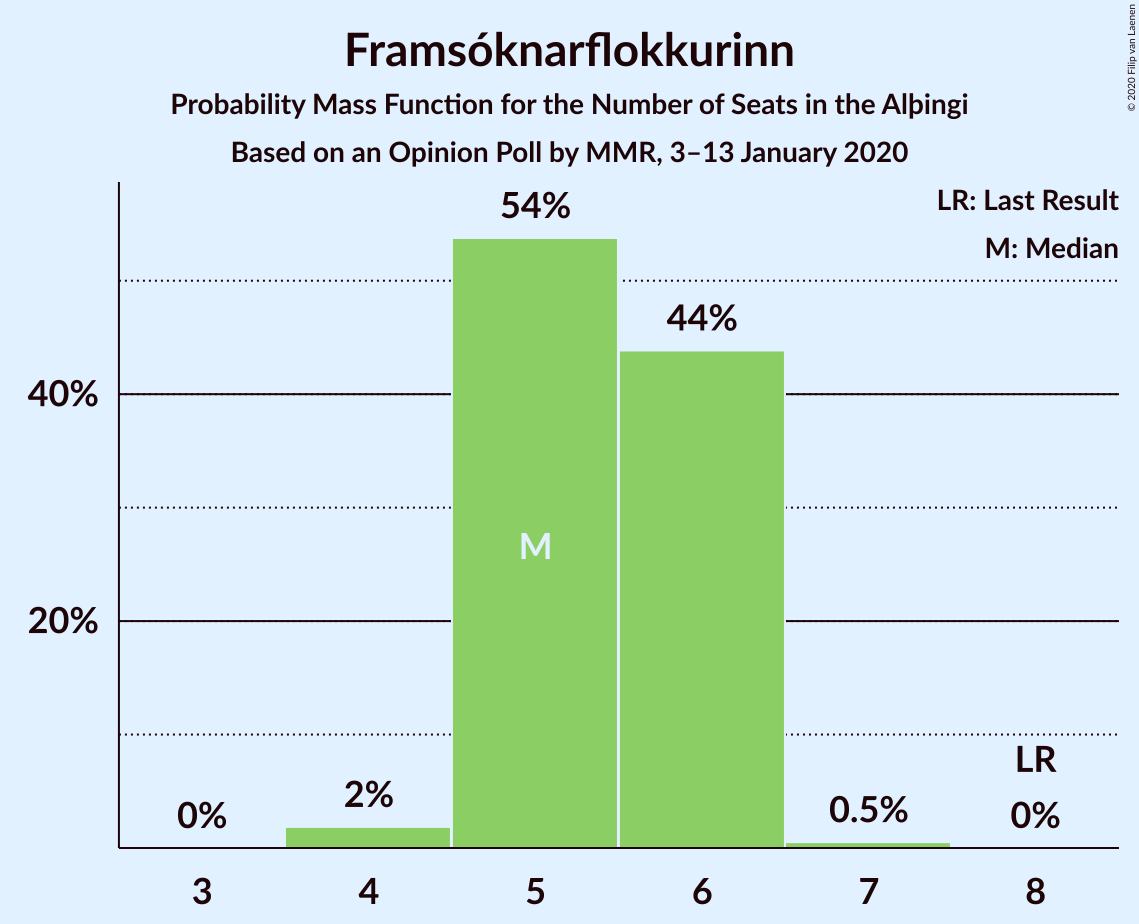 Framsóknarflokkurinn
Probability Mass Function for the Number of Seats in the Alþingi
Based on an Opinion Poll by MMR, 3–13 January 2020
© 2020 Filip van Laenen
LR: Last Result
M: Median
54%
44%
40%
M
20%
LR
0%
2%
0.5%
0%
3
4
5
6
7
8